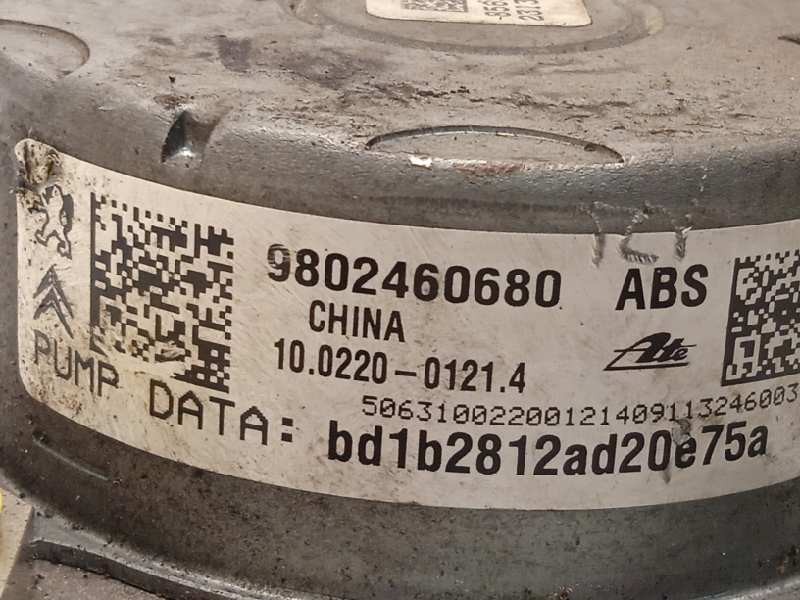 9802460680 ABS
CHINA
Ate
10.0220-0121.4
50631002200121409113246003
PUMP DATA: bd1b2812ad20e75a